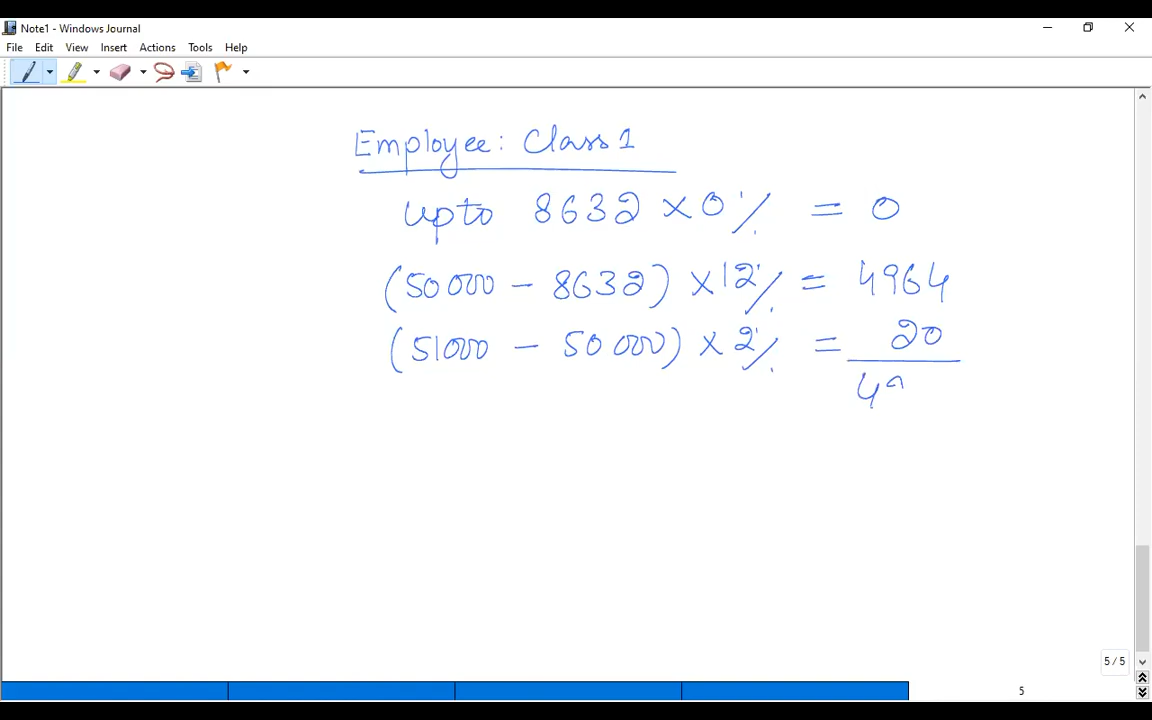 Note1 - Windows Journal
File Edit View Insert Actions Tools Help
Employee: Class 1
upto 8632 × 0% = 0
(50000 - 8632) × 12% = 4964
(51000 - 50000) × 2% = 20
49
5 / 5
5